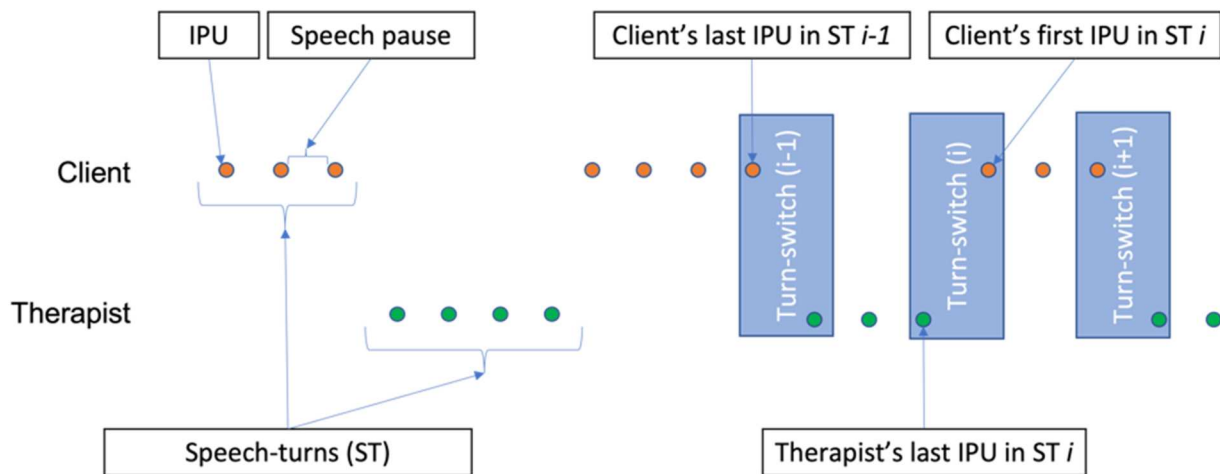 IPU
Speech pause
Client's last IPU in ST i-1
Client's first IPU in ST i
Client
Turn-switch (i-1)
Turn-switch (i)
Turn-switch (i+1)
Therapist
Speech-turns (ST)
Therapist's last IPU in ST i